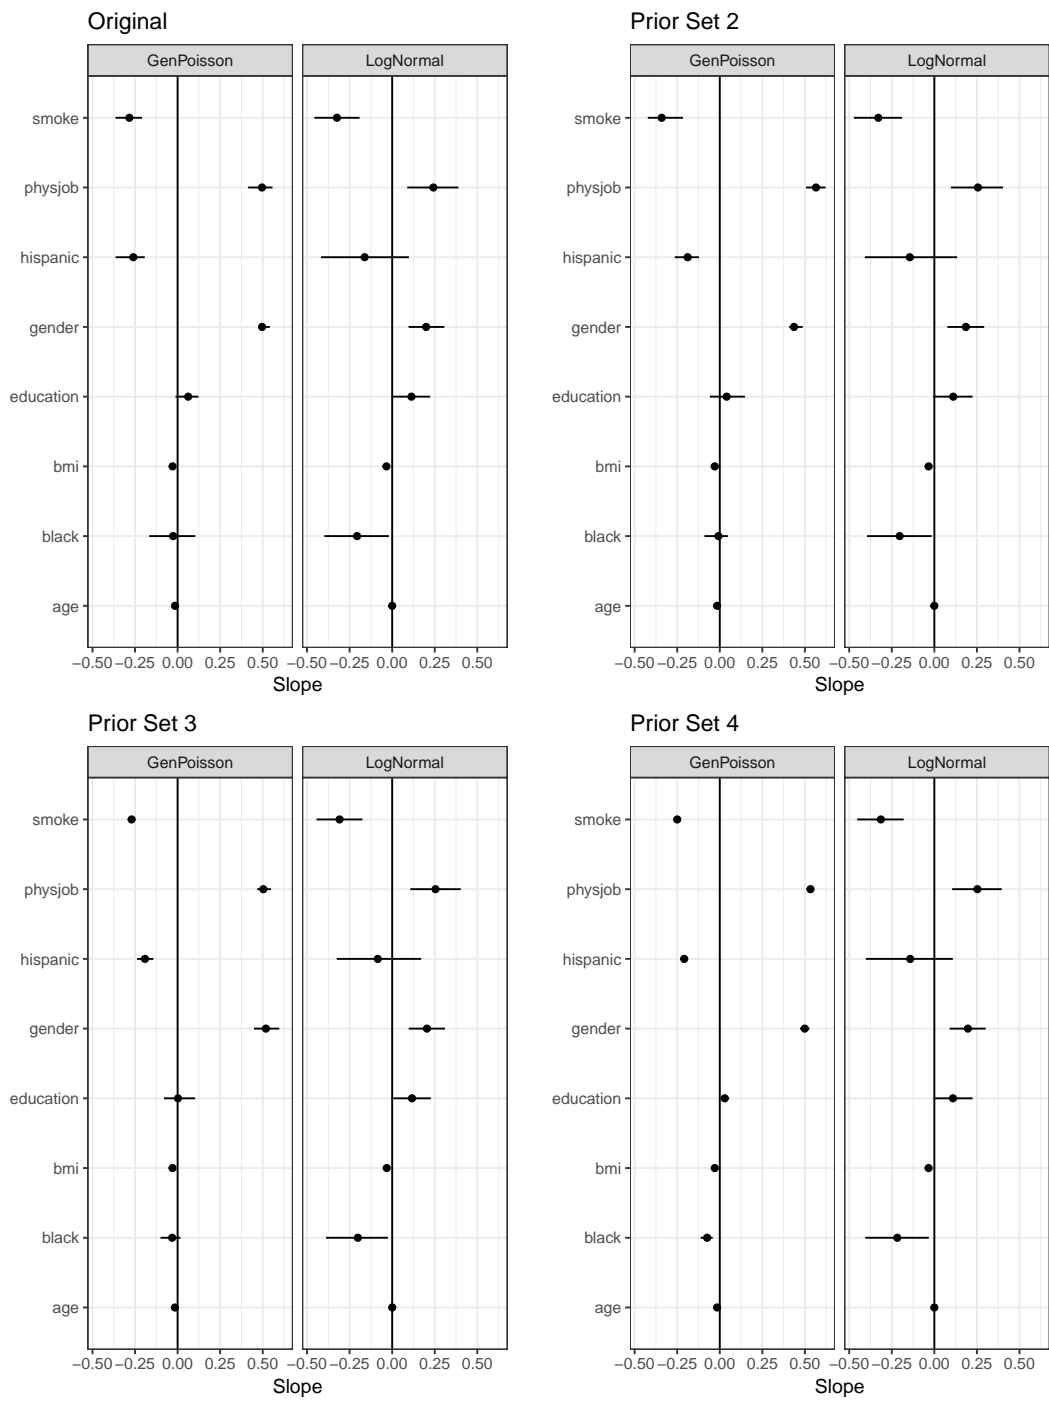 Original
GenPoisson LogNormal
smoke
physjob
hispanic
gender
education
bmi
black
age
−0.50 −0.25 0.00 0.25 0.50 −0.50 −0.25 0.00 0.25 0.50
Slope
Prior Set 2
GenPoisson LogNormal
smoke
physjob
hispanic
gender
education
bmi
black
age
−0.50 −0.25 0.00 0.25 0.50 −0.50 −0.25 0.00 0.25 0.50
Slope
Prior Set 3
GenPoisson LogNormal
smoke
physjob
hispanic
gender
education
bmi
black
age
−0.50 −0.25 0.00 0.25 0.50 −0.50 −0.25 0.00 0.25 0.50
Slope
Prior Set 4
GenPoisson LogNormal
smoke
physjob
hispanic
gender
education
bmi
black
age
−0.50 −0.25 0.00 0.25 0.50 −0.50 −0.25 0.00 0.25 0.50
Slope